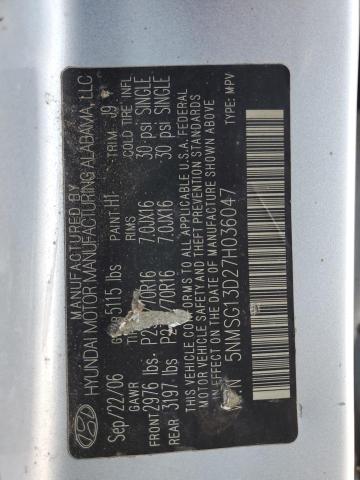 MANUFACTURED BY
HYUNDAI MOTOR MANUFACTURING ALABAMA, LLC
Sep/22/06 5115 lbs PAINT: H1 TRIM: J9
GAWR RIMS COLD TIRE INFL
FRONT 2976 lbs 70R16 7.0JX16 30 psi SINGLE
REAR 3197 lbs 770R16 7.0JX16 30 psi SINGLE
THIS VEHICLE CONFORMS TO ALL APPLICABLE U.S.A. FEDERAL
MOTOR VEHICLE SAFETY AND THEFT PREVENTION STANDARDS
IN EFFECT ON THE DATE OF MANUFACTURE SHOWN ABOVE
5NMSG13D27H036047 TYPE: MPV